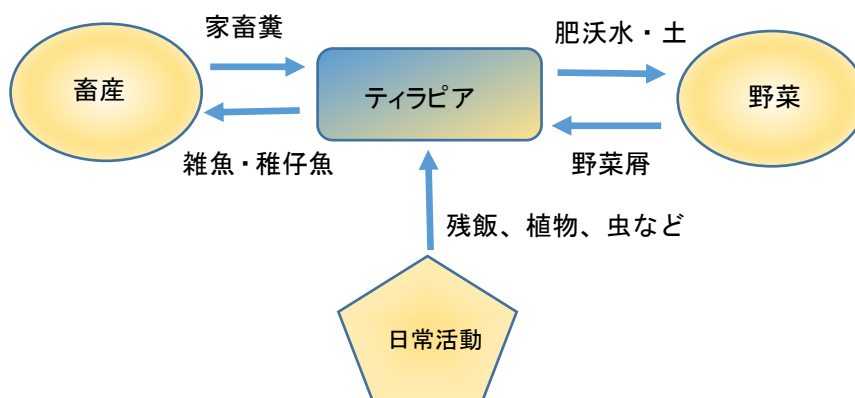 家畜糞
肥沃水・土
畜産
ティラピア
野菜
雑魚・稚仔魚
野菜屑
残飯、植物、虫など
日常活動